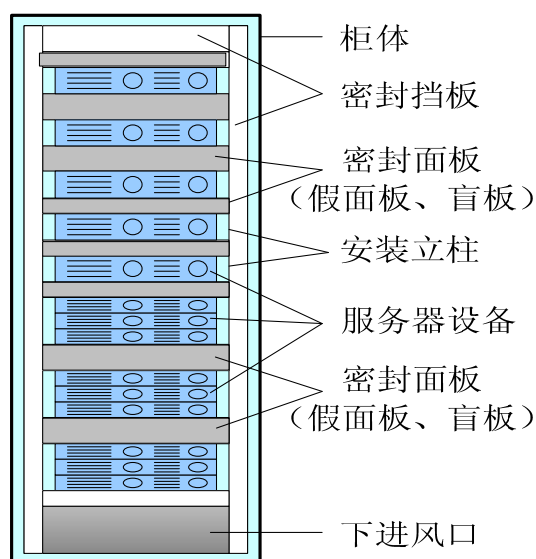 柜体
密封挡板
密封面板
（假面板、盲板）
安装立柱
服务器设备
密封面板
（假面板、盲板）
下进风口